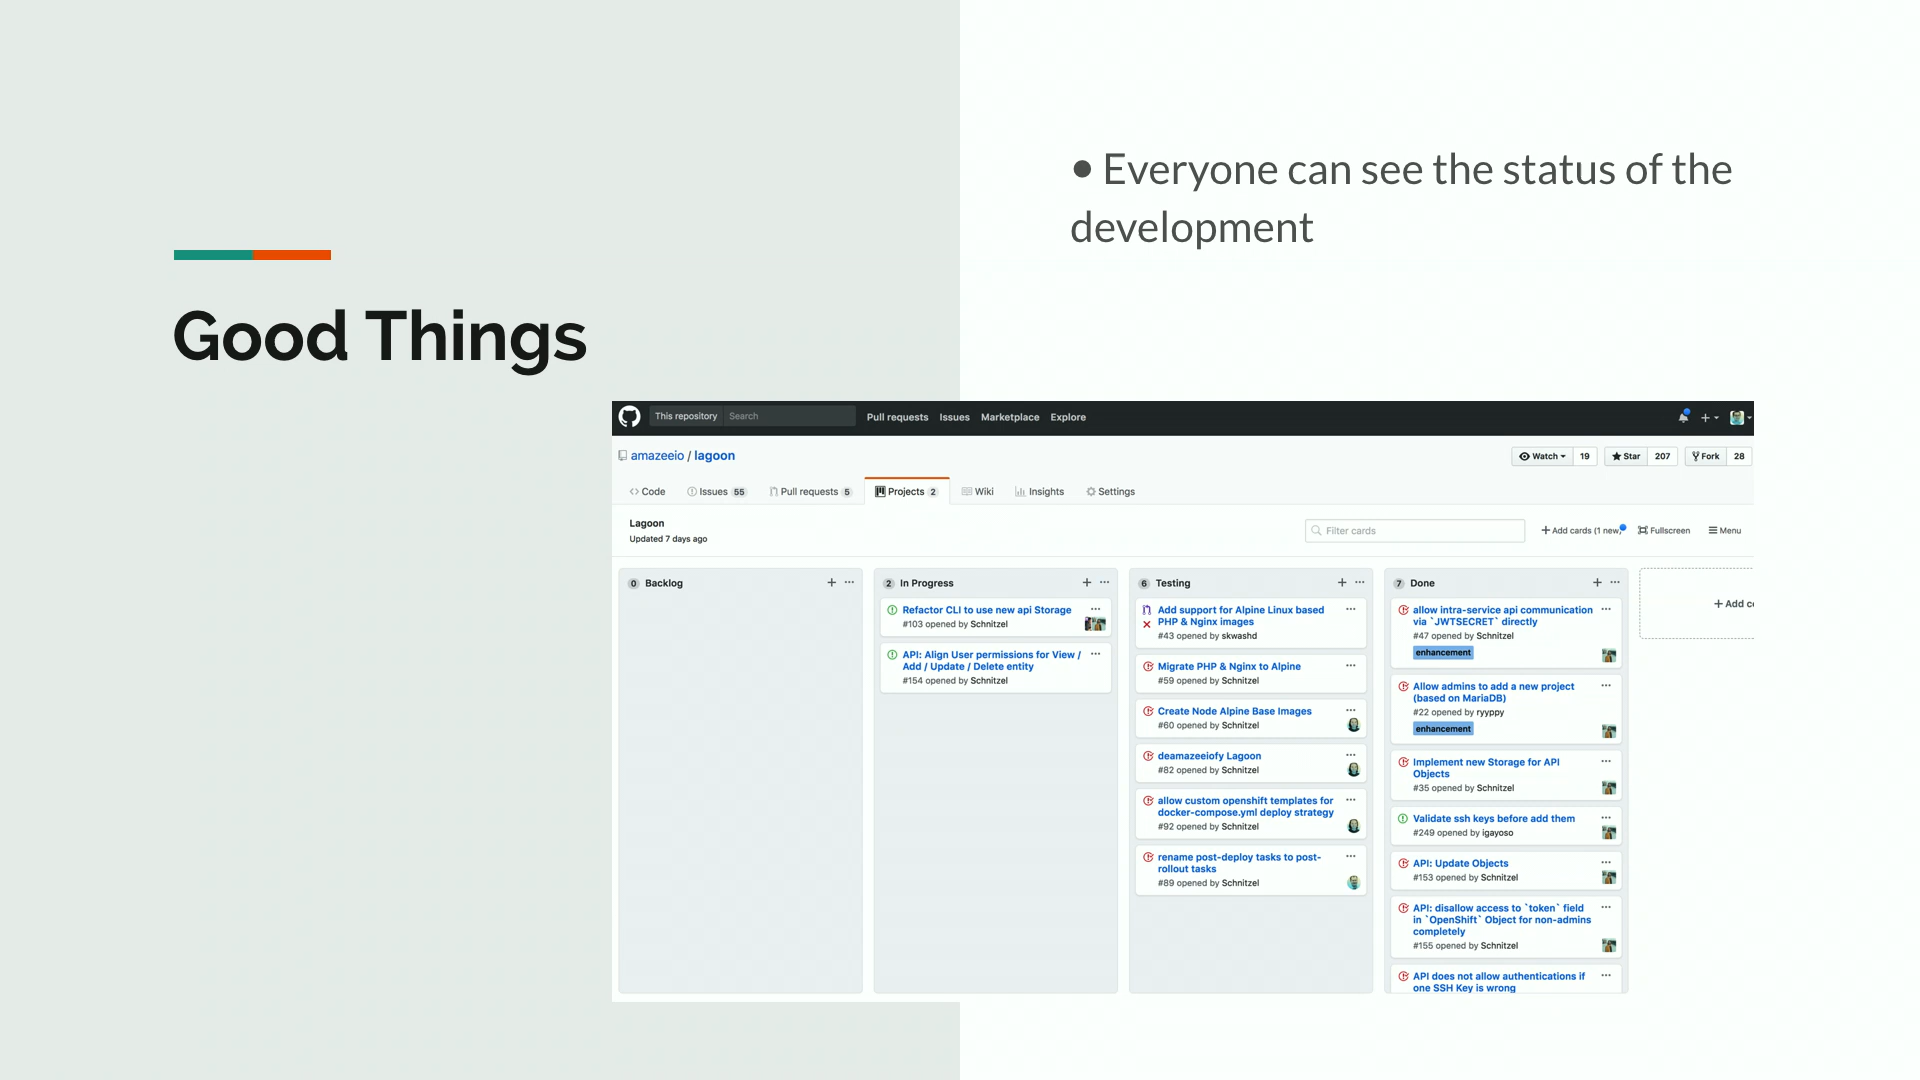 • Everyone can see the status of the
development
Good Things
This repository Search Pull requests Issues Marketplace Explore
amazeeio / lagoon
Watch 19 Star 207 Fork 28
Code Issues 55 Pull requests 5 Projects 2 Wiki Insights Settings
Lagoon
Updated 7 days ago
Filter cards
Add cards (1 new) Fullscreen Menu
0 Backlog
2 In Progress
Refactor CLI to use new api Storage
#103 opened by Schnitzel
API: Align User permissions for View /
Add / Update / Delete entity
#154 opened by Schnitzel
6 Testing
Add support for Alpine Linux based
PHP & Nginx images
#43 opened by skwashd
Migrate PHP & Nginx to Alpine
#59 opened by Schnitzel
Create Node Alpine Base Images
#60 opened by Schnitzel
deamazeeiofy Lagoon
#82 opened by Schnitzel
allow custom openshift templates for
docker-compose.yml deploy strategy
#92 opened by Schnitzel
rename post-deploy tasks to post-
rollout tasks
#89 opened by Schnitzel
7 Done
allow intra-service api communication
via `JWTSECRET` directly
#47 opened by Schnitzel
enhancement
Allow admins to add a new project
(based on MariaDB)
#22 opened by ryyppy
enhancement
Implement new Storage for API
Objects
#35 opened by Schnitzel
Validate ssh keys before add them
#249 opened by igayoso
API: Update Objects
#153 opened by Schnitzel
API: disallow access to `token` field
in `OpenShift` Object for non-admins
completely
#155 opened by Schnitzel
API does not allow authentications if
one SSH Key is wrong
+ Add co